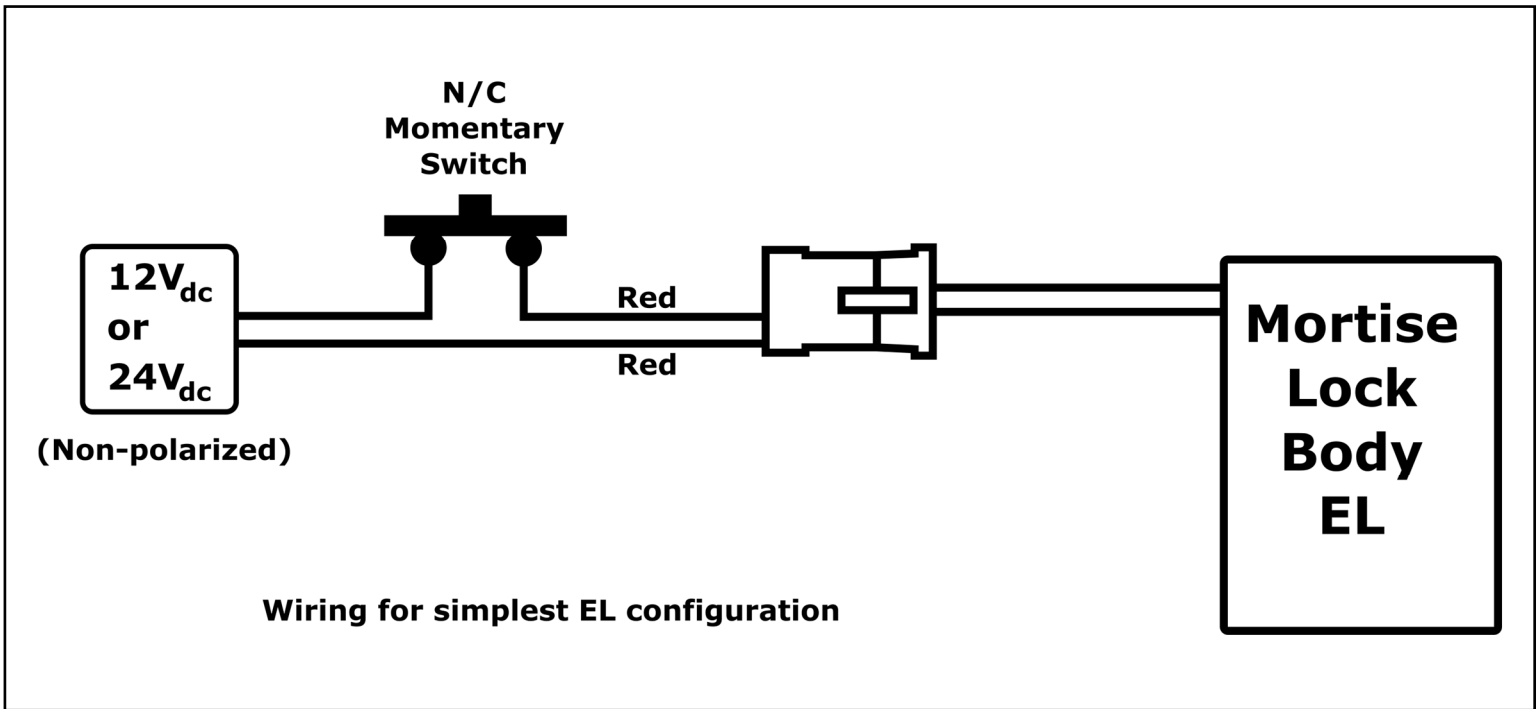 N/C
Momentary
Switch
12Vdc
or
24Vdc
(Non-polarized)
Red
Red
Mortise
Lock
Body
EL
Wiring for simplest EL configuration